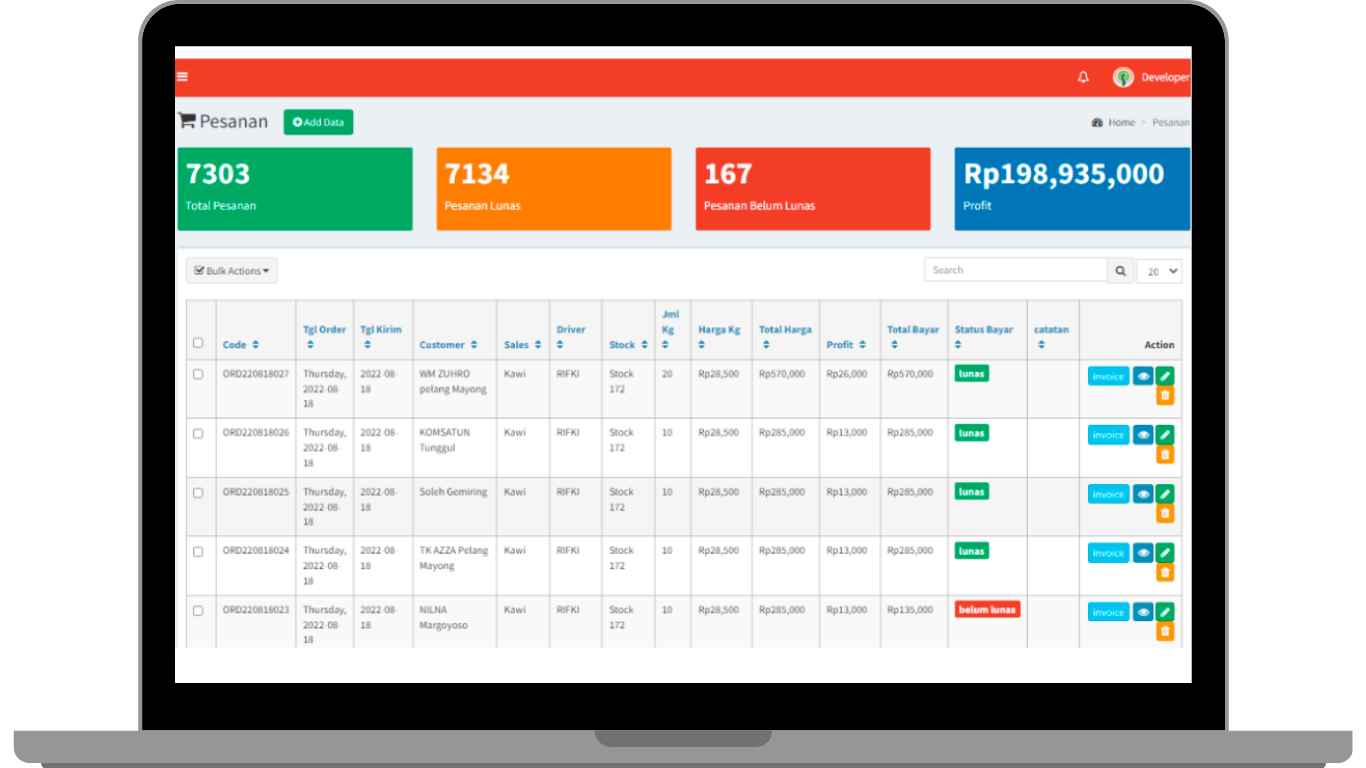 Developer
Pesanan
Add Data
Home > Pesanan
7303
Total Pesanan
7134
Pesanan Lunas
167
Pesanan Belum Lunas
Rp198,935,000
Profit
Bulk Actions
Search
20
Code Tgl Order Tgl Kirim Customer Sales Driver Stock Jml Kg Harga Kg Total Harga Profit Total Bayar Status Bayar catatan Action
ORD220818027 Thursday, 2022-08-18 2022-08-18 WM ZUHRO pelang Mayong Kawi RIFKI Stock 172 20 Rp28,500 Rp570,000 Rp26,000 Rp570,000 lunas invoice
ORD220818026 Thursday, 2022-08-18 2022-08-18 KOMSATUN Tunggul Kawi RIFKI Stock 172 10 Rp28,500 Rp285,000 Rp13,000 Rp285,000 lunas invoice
ORD220818025 Thursday, 2022-08-18 2022-08-18 Soleh Gemiring Kawi RIFKI Stock 172 10 Rp28,500 Rp285,000 Rp13,000 Rp285,000 lunas invoice
ORD220818024 Thursday, 2022-08-18 2022-08-18 TK AZZA Pelang Mayong Kawi RIFKI Stock 172 10 Rp28,500 Rp285,000 Rp13,000 Rp285,000 lunas invoice
ORD220818023 Thursday, 2022-08-18 2022-08-18 NILNA Margoyoso Kawi RIFKI Stock 172 10 Rp28,500 Rp285,000 Rp13,000 Rp135,000 belum lunas invoice